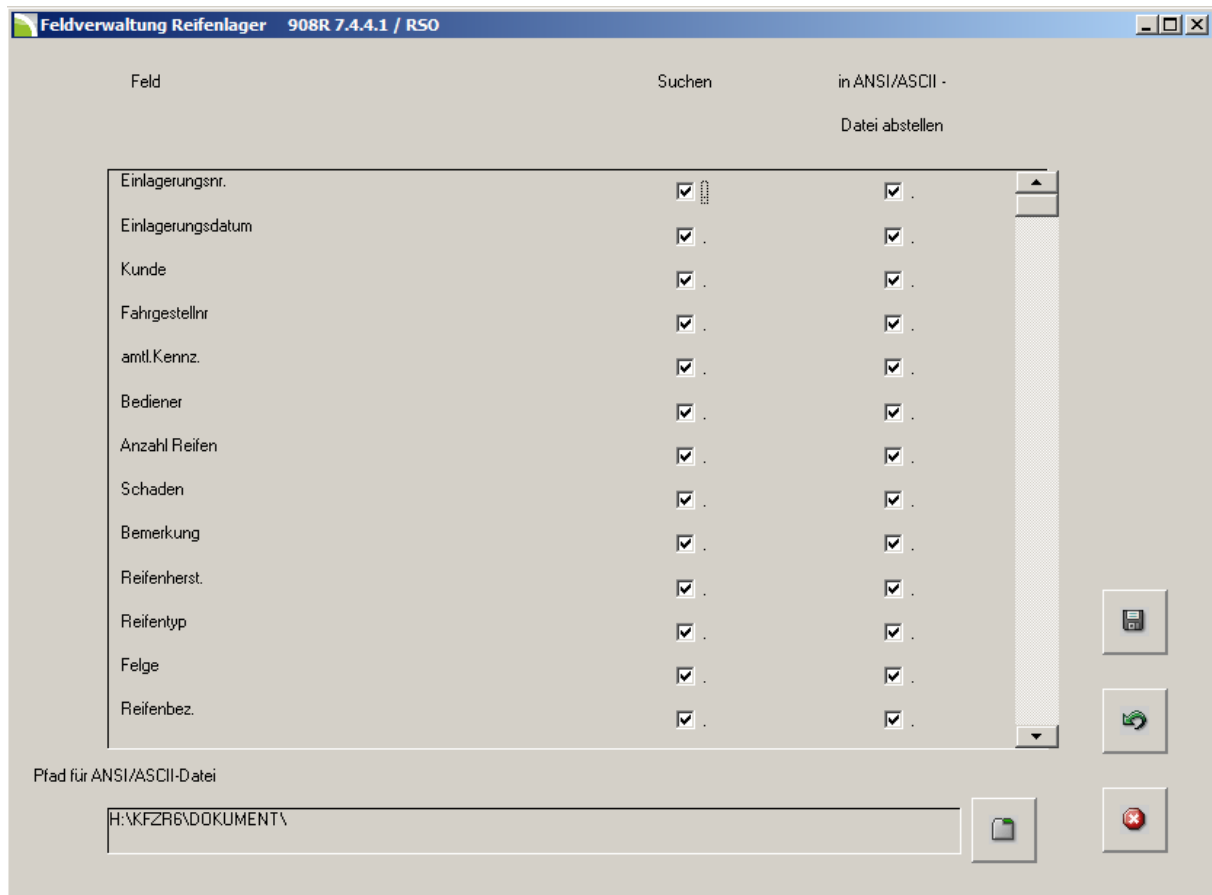 Feldverwaltung Reifenlager 908R 7.4.4.1 / RSO
Feld Suchen in ANSI/ASCII -
Datei abstellen
Einlagerungsnr. . .
Einlagerungsdatum . .
Kunde . .
Fahrgestellnr . .
amtl.Kennz. . .
Bediener . .
Anzahl Reifen . .
Schaden . .
Bemerkung . .
Reifenherst. . .
Reifentyp . .
Felge . .
Reifenbez. . .
Pfad für ANSI/ASCII-Datei
H:\KFZR6\DOKUMENT\